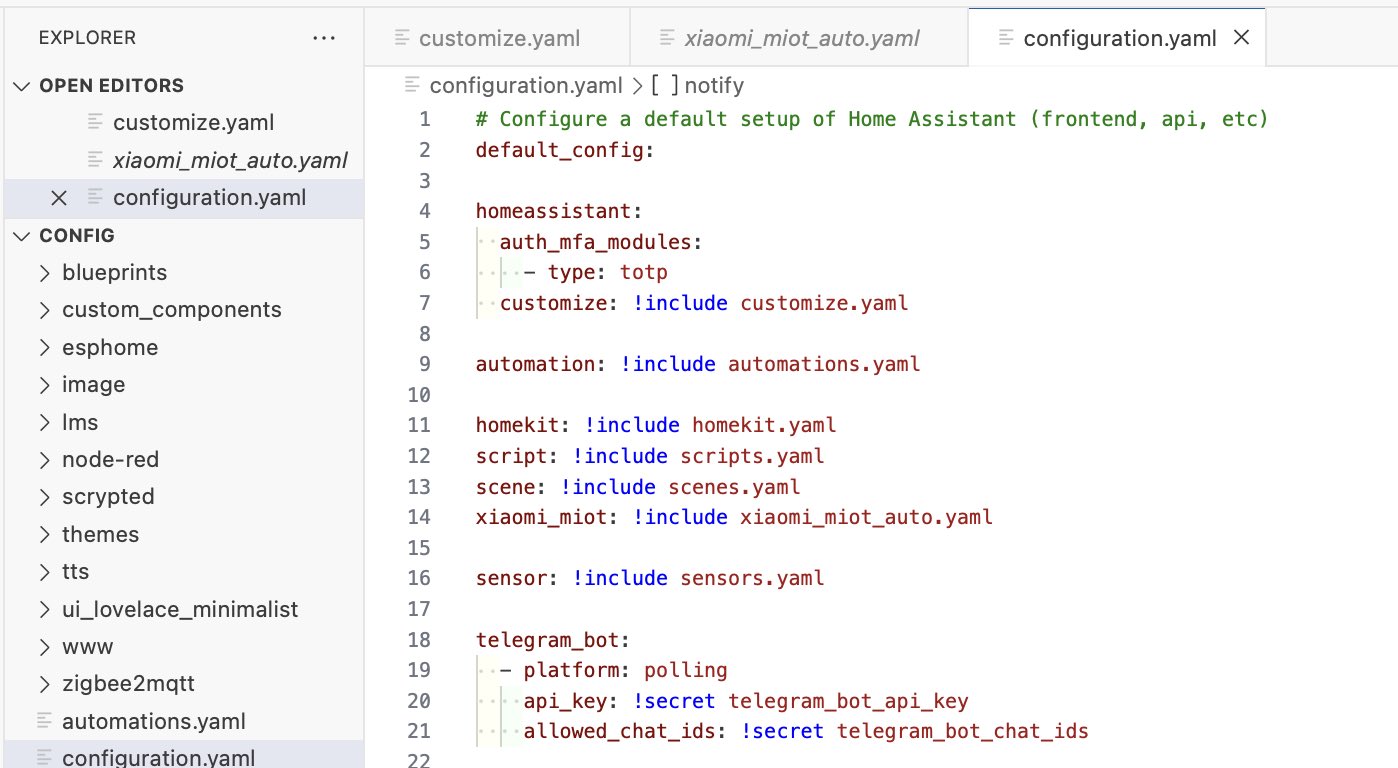 EXPLORER ...
OPEN EDITORS
customize.yaml
xiaomi_miot_auto.yaml
configuration.yaml
CONFIG
blueprints
custom_components
esphome
image
lms
node-red
scrypted
themes
tts
ui_lovelace_minimalist
www
zigbee2mqtt
automations.yaml
configuration.yaml
customize.yaml xiaomi_miot_auto.yaml configuration.yaml
configuration.yaml > [ ] notify
1 # Configure a default setup of Home Assistant (frontend, api, etc)
2 default_config:
3
4 homeassistant:
5   auth_mfa_modules:
6     - type: totp
7   customize: !include customize.yaml
8
9 automation: !include automations.yaml
10
11 homekit: !include homekit.yaml
12 script: !include scripts.yaml
13 scene: !include scenes.yaml
14 xiaomi_miot: !include xiaomi_miot_auto.yaml
15
16 sensor: !include sensors.yaml
17
18 telegram_bot:
19   - platform: polling
20     api_key: !secret telegram_bot_api_key
21     allowed_chat_ids: !secret telegram_bot_chat_ids
22